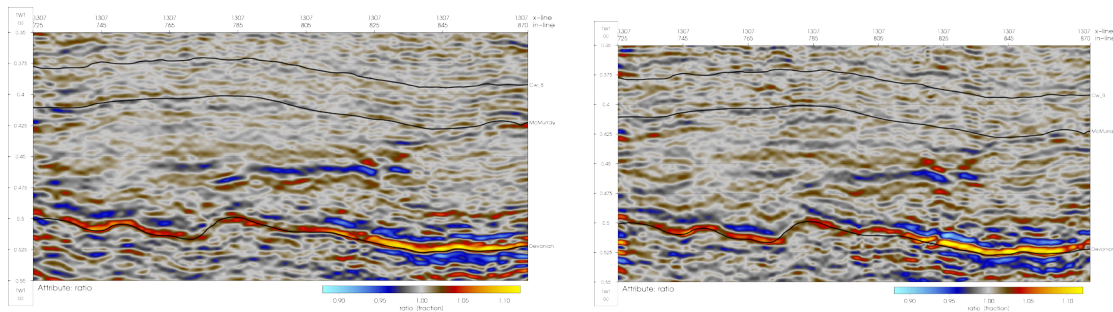 TWT
1307 1307 1307 1307 1307 1307 1307 1307 x-line
725 745 765 785 805 825 845 870 in-line
0.35
0.375
Cw_B
0.4
McMurray
0.45
0.475
0.5
Devonian
0.525
0.55
TWT
Attribute: ratio
0.90 0.95 1.00 1.05 1.10
ratio (fraction)
TWT
1307 1307 1307 1307 1307 1307 1307 1307 x-line
725 745 765 785 805 825 845 870 in-line
0.375
Cw_B
0.4
0.425
McMurray
0.45
0.475
0.5
Devonian
0.525
0.55
TWT
Attribute: ratio
0.90 0.95 1.00 1.05 1.10
ratio (fraction)